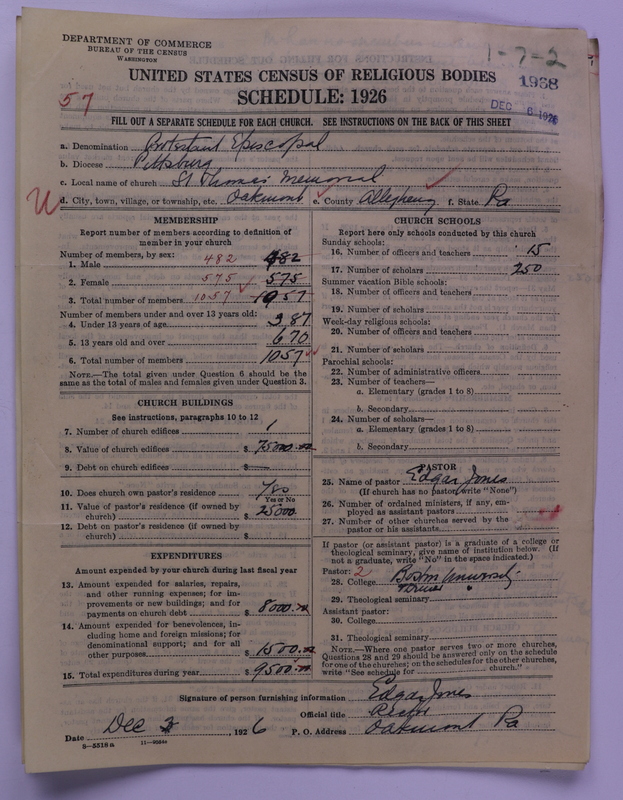 DEPARTMENT OF COMMERCE
BUREAU OF THE CENSUS
WASHINGTON
1-7-2
UNITED STATES CENSUS OF RELIGIOUS BODIES
1938
SCHEDULE: 1926
57
DEC 6 1926
FILL OUT A SEPARATE SCHEDULE FOR EACH CHURCH. SEE INSTRUCTIONS ON THE BACK OF THIS SHEET
a. Denomination Protestant Episcopal
b. Diocese Pittsburg
c. Local name of church St Thomas Memorial
d. City, town, village, or township, etc. Oakmont e. County Allegheny f. State Pa
MEMBERSHIP
Report number of members according to definition of member in your church
Number of members, by sex:
1. Male 482 482
2. Female 575 575
3. Total number of members 1057 1057
Number of members under and over 13 years old:
4. Under 13 years of age 387
5. 13 years old and over 670
6. Total number of members 1057
NOTE.—The total given under Question 6 should be the same as the total of males and females given under Question 3.
CHURCH BUILDINGS
See instructions, paragraphs 10 to 12
7. Number of church edifices 1
8. Value of church edifices $ 75000.00
9. Debt on church edifices $
10. Does church own pastor's residence Yes
Yes or No
11. Value of pastor's residence (if owned by church) $ 25000.
12. Debt on pastor's residence (if owned by church) $
EXPENDITURES
Amount expended by your church during last fiscal year
13. Amount expended for salaries, repairs, and other running expenses; for improvements or new buildings; and for payments on church debt $ 8000.00
14. Amount expended for benevolences, including home and foreign missions; for denominational support; and for all other purposes $ 1500.00
15. Total expenditures during year $ 9500.00
CHURCH SCHOOLS
Report here only schools conducted by this church
Sunday schools:
16. Number of officers and teachers 15
17. Number of scholars 250
Summer vacation Bible schools:
18. Number of officers and teachers
19. Number of scholars
Week-day religious schools:
20. Number of officers and teachers
21. Number of scholars
Parochial schools:
22. Number of administrative officers
23. Number of teachers—
a. Elementary (grades 1 to 8)
b. Secondary
24. Number of scholars—
a. Elementary (grades 1 to 8)
b. Secondary
PASTOR
25. Name of pastor Edgar Jones
(If church has no pastor, write "None")
26. Number of ordained ministers, if any, employed as assistant pastors
27. Number of other churches served by the pastor or his assistants
If pastor (or assistant pastor) is a graduate of a college or theological seminary, give name of institution below. (If not a graduate, write "No" in the space indicated.)
Pastor: 2
28. College Boston University
29. Theological seminary
Assistant pastor:
30. College
31. Theological seminary
NOTE.—Where one pastor serves two or more churches, Questions 28 and 29 should be answered only on the schedule for one of the churches; on the schedules for the other churches, write "See schedule for church."
Signature of person furnishing information Edgar Jones
Official title Rector
Date Dec 3, 1926 P. O. Address Oakmont Pa
8—5518a